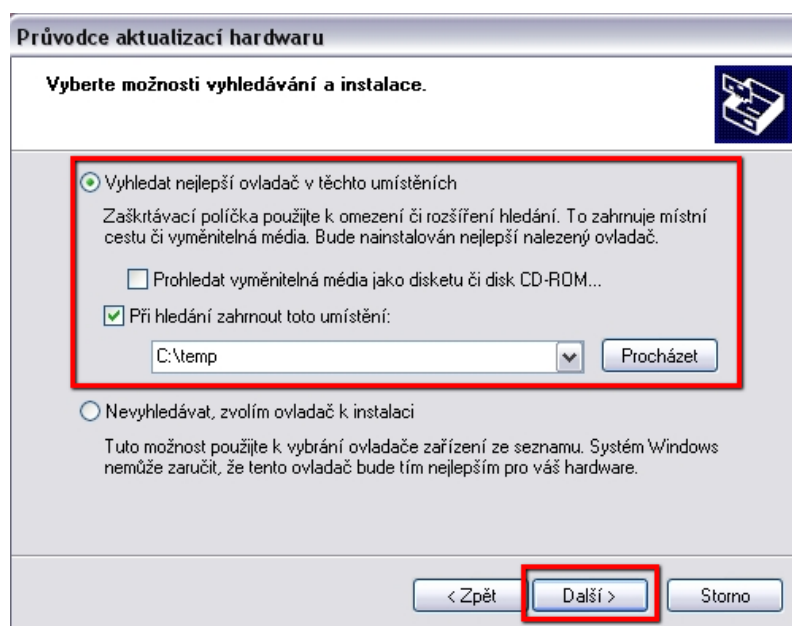 Průvodce aktualizací hardwaru
Vyberte možnosti vyhledávání a instalace.
Vyhledat nejlepší ovladač v těchto umístěních
Zaškrtávací políčka použijte k omezení či rozšíření hledání. To zahrnuje místní
cestu či vyměnitelná média. Bude nainstalován nejlepší nalezený ovladač.
Prohledat vyměnitelná média jako disketu či disk CD-ROM...
Při hledání zahrnout toto umístění:
C:\temp Procházet
Nevyhledávat, zvolím ovladač k instalaci
Tuto možnost použijte k vybrání ovladače zařízení ze seznamu. Systém Windows
nemůže zaručit, že tento ovladač bude tím nejlepším pro váš hardware.
< Zpět Další > Storno